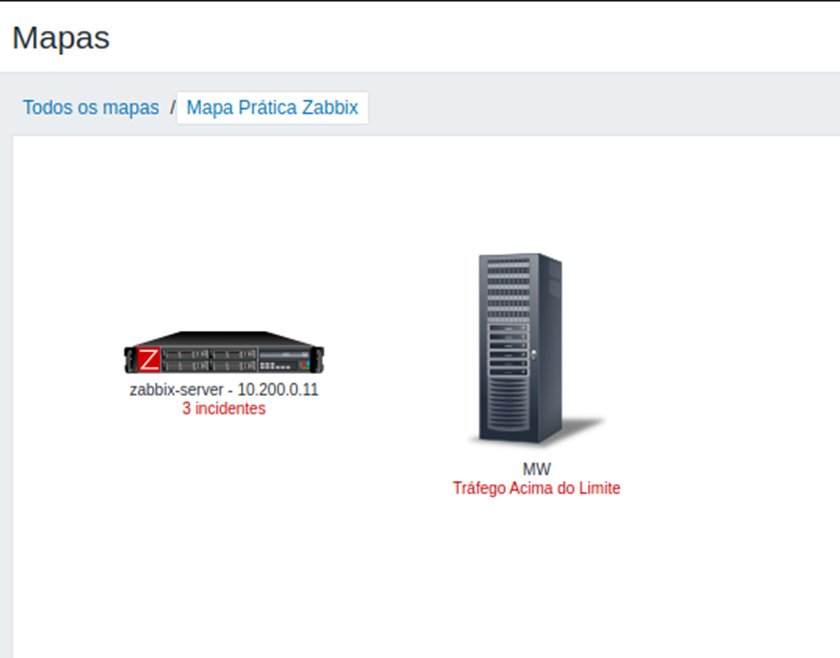 Mapas
Todos os mapas / Mapa Prática Zabbix
Z
zabbix-server - 10.200.0.11
3 incidentes
MW
Tráfego Acima do Limite